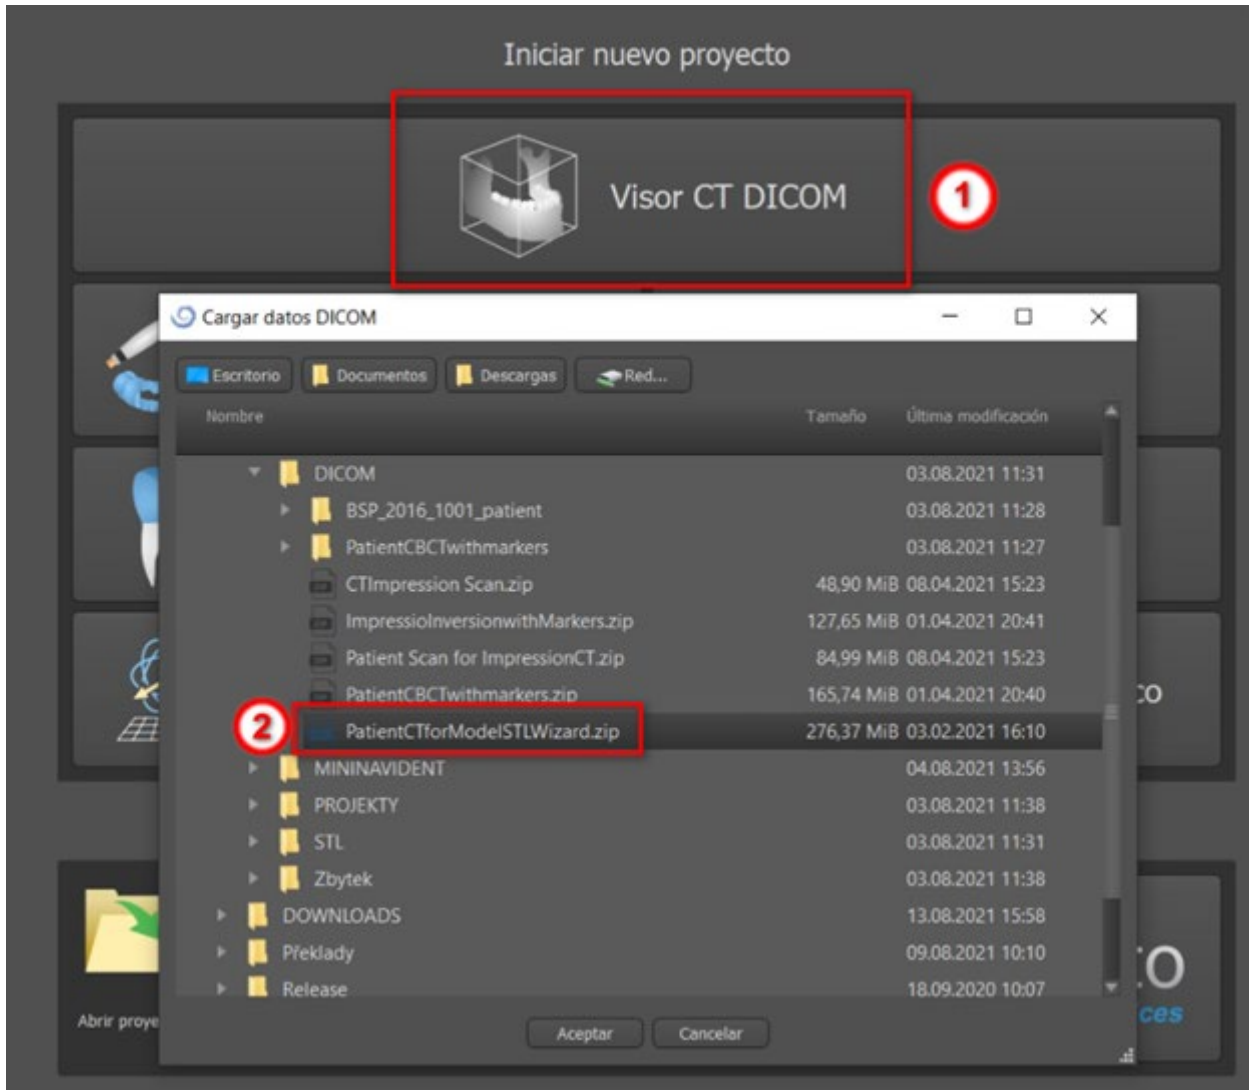 Iniciar nuevo proyecto
Visor CT DICOM
1
Cargar datos DICOM
Escritorio Documentos Descargas Red...
Nombre Tamaño Última modificación
DICOM 03.08.2021 11:31
BSP_2016_1001_patient 03.08.2021 11:28
PatientCBCTwithmarkers 03.08.2021 11:27
CTImpression Scan.zip 48,90 MiB 08.04.2021 15:23
ImpressioInversionwithMarkers.zip 127,65 MiB 01.04.2021 20:41
Patient Scan for ImpressionCT.zip 84,99 MiB 08.04.2021 15:23
PatientCBCTwithmarkers.zip 165,74 MiB 01.04.2021 20:40
2 PatientCTforModelSTLWizard.zip 276,37 MiB 03.02.2021 16:10
MININAVIDENT 04.08.2021 13:56
PROJEKTY 03.08.2021 11:38
STL 03.08.2021 11:31
Zbytek 03.08.2021 11:38
DOWNLOADS 13.08.2021 15:58
Překlady 09.08.2021 10:10
Release 18.09.2020 10:07
Aceptar Cancelar
Abrir proye
co
to
ces